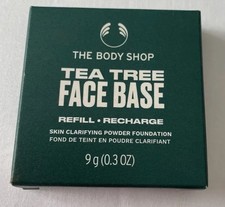 THE BODY SHOP
TEA TREE
FACE BASE
REFILL • RECHARGE
SKIN CLARIFYING POWDER FOUNDATION
FOND DE TEINT EN POUDRE CLARIFIANT
9 g (0.3 OZ)